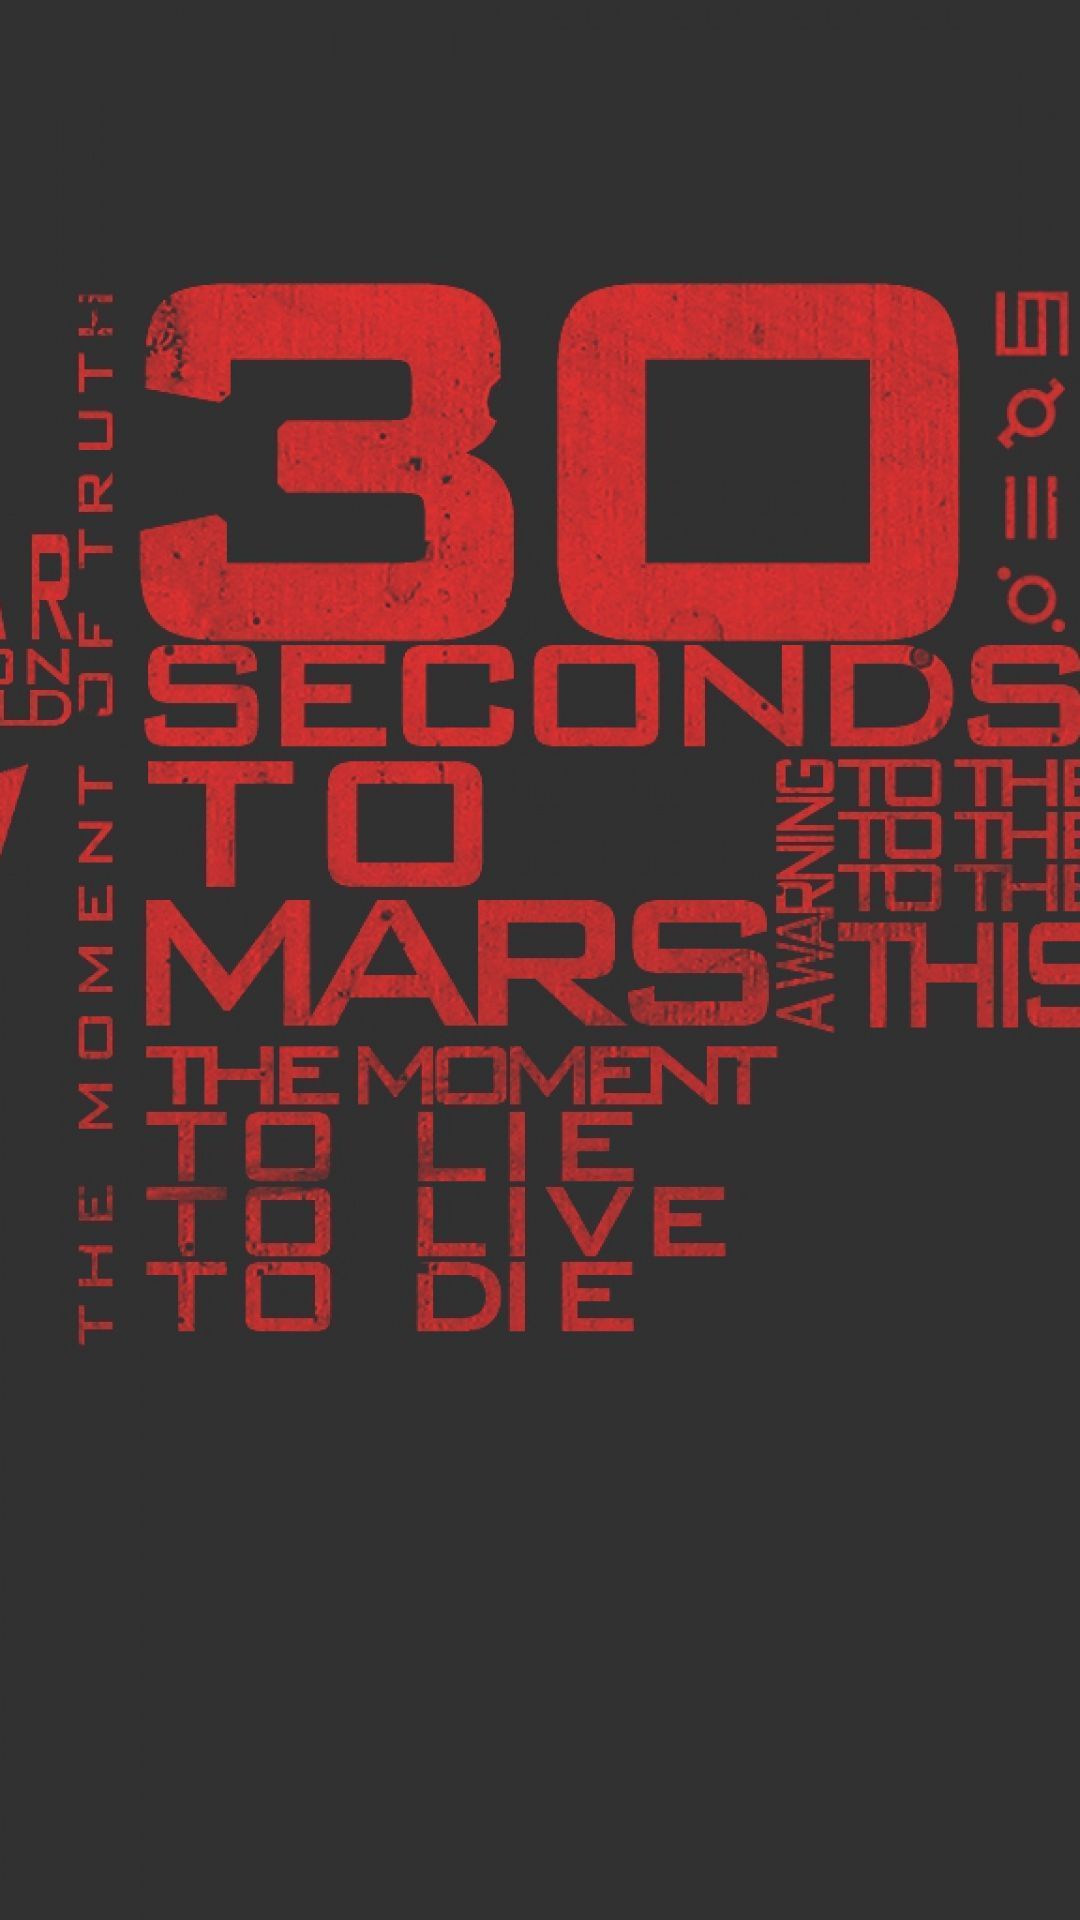 THE MOMENT OF TRUTH
30
SECONDS
TO
MARS
A WARNING
TO THE
TO THE
TO THE
THIS
THE MOMENT
TO LIE
TO LIVE
TO DIE